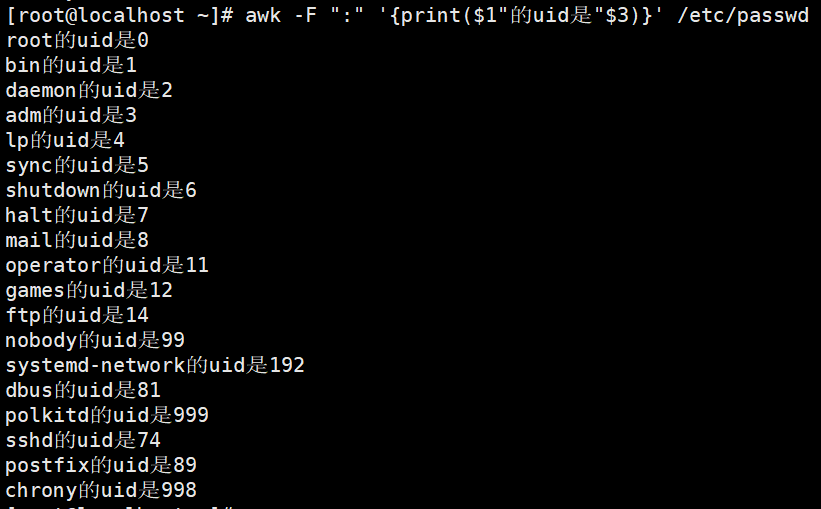 [root@localhost ~]# awk -F ":" '{print($1"的uid是"$3)}' /etc/passwd
root的uid是0
bin的uid是1
daemon的uid是2
adm的uid是3
lp的uid是4
sync的uid是5
shutdown的uid是6
halt的uid是7
mail的uid是8
operator的uid是11
games的uid是12
ftp的uid是14
nobody的uid是99
systemd-network的uid是192
dbus的uid是81
polkitd的uid是999
sshd的uid是74
postfix的uid是89
chrony的uid是998